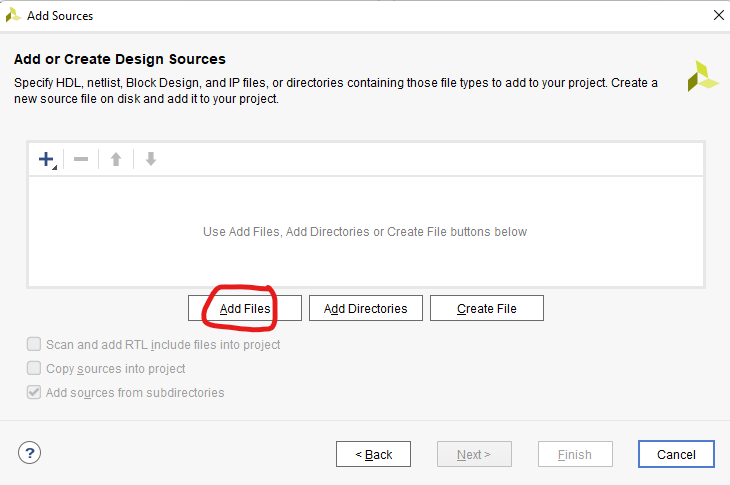 Add Sources
Add or Create Design Sources
Specify HDL, netlist, Block Design, and IP files, or directories containing those file types to add to your project. Create a
new source file on disk and add it to your project.
Use Add Files, Add Directories or Create File buttons below
Add Files
Add Directories
Create File
Scan and add RTL include files into project
Copy sources into project
Add sources from subdirectories
?
< Back
Next >
Finish
Cancel